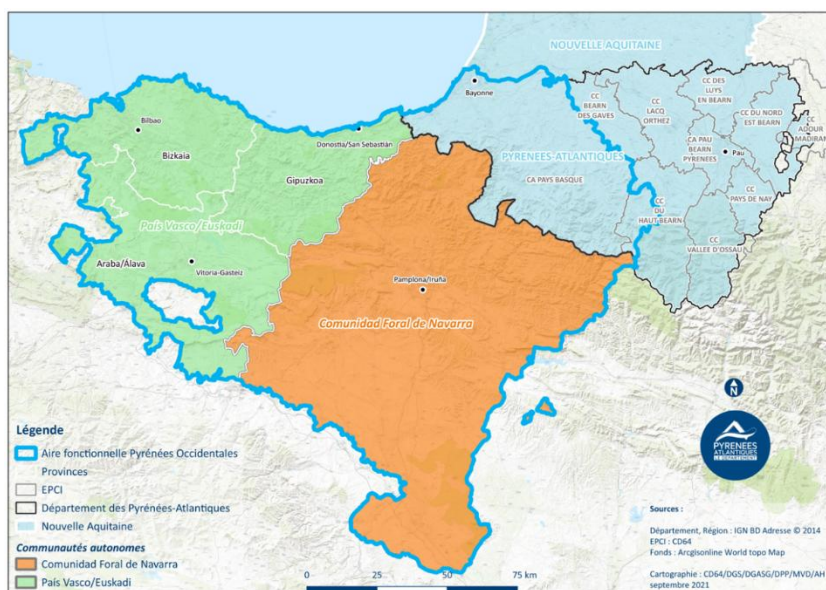 NOUVELLE AQUITAINE
Bayonne
CC
BEARN
DES GAVES
CC
LACQ
ORTHEZ
CC DES
LUYS
EN BEARN
CC DU NORD
EST BEARN
CC
ADOUR
MADIRAN
Bilbao
Bizkaia
Donostia/San Sebastián
Gipuzkoa
PYRENEES-ATLANTIQUES
CA PAU
BEARN
PYRENEES
Pau
CA PAYS BASQUE
CC
DU
HAUT BEARN
CC
PAYS DE NAY
CC
VALLEE D'OSSAU
País Vasco/Euskadi
Araba/Álava
Vitoria-Gasteiz
Pamplona/Iruña
Comunidad Foral de Navarra
N
PYRENEES
ATLANTIQUES
LE DEPARTEMENT
Légende
Aire fonctionnelle Pyrénées Occidentales
Provinces
EPCI
Département des Pyrénées-Atlantiques
Nouvelle Aquitaine
Communautés autonomes
Comunidad Foral de Navarra
País Vasco/Euskadi
0 25 50 75 km
Sources :
Département, Région : IGN BD Adresse © 2014
EPCI : CD64
Fonds : Arcgisonline World topo Map
Cartographie : CD64/DGS/DGASG/DPP/MVD/AH
septembre 2021